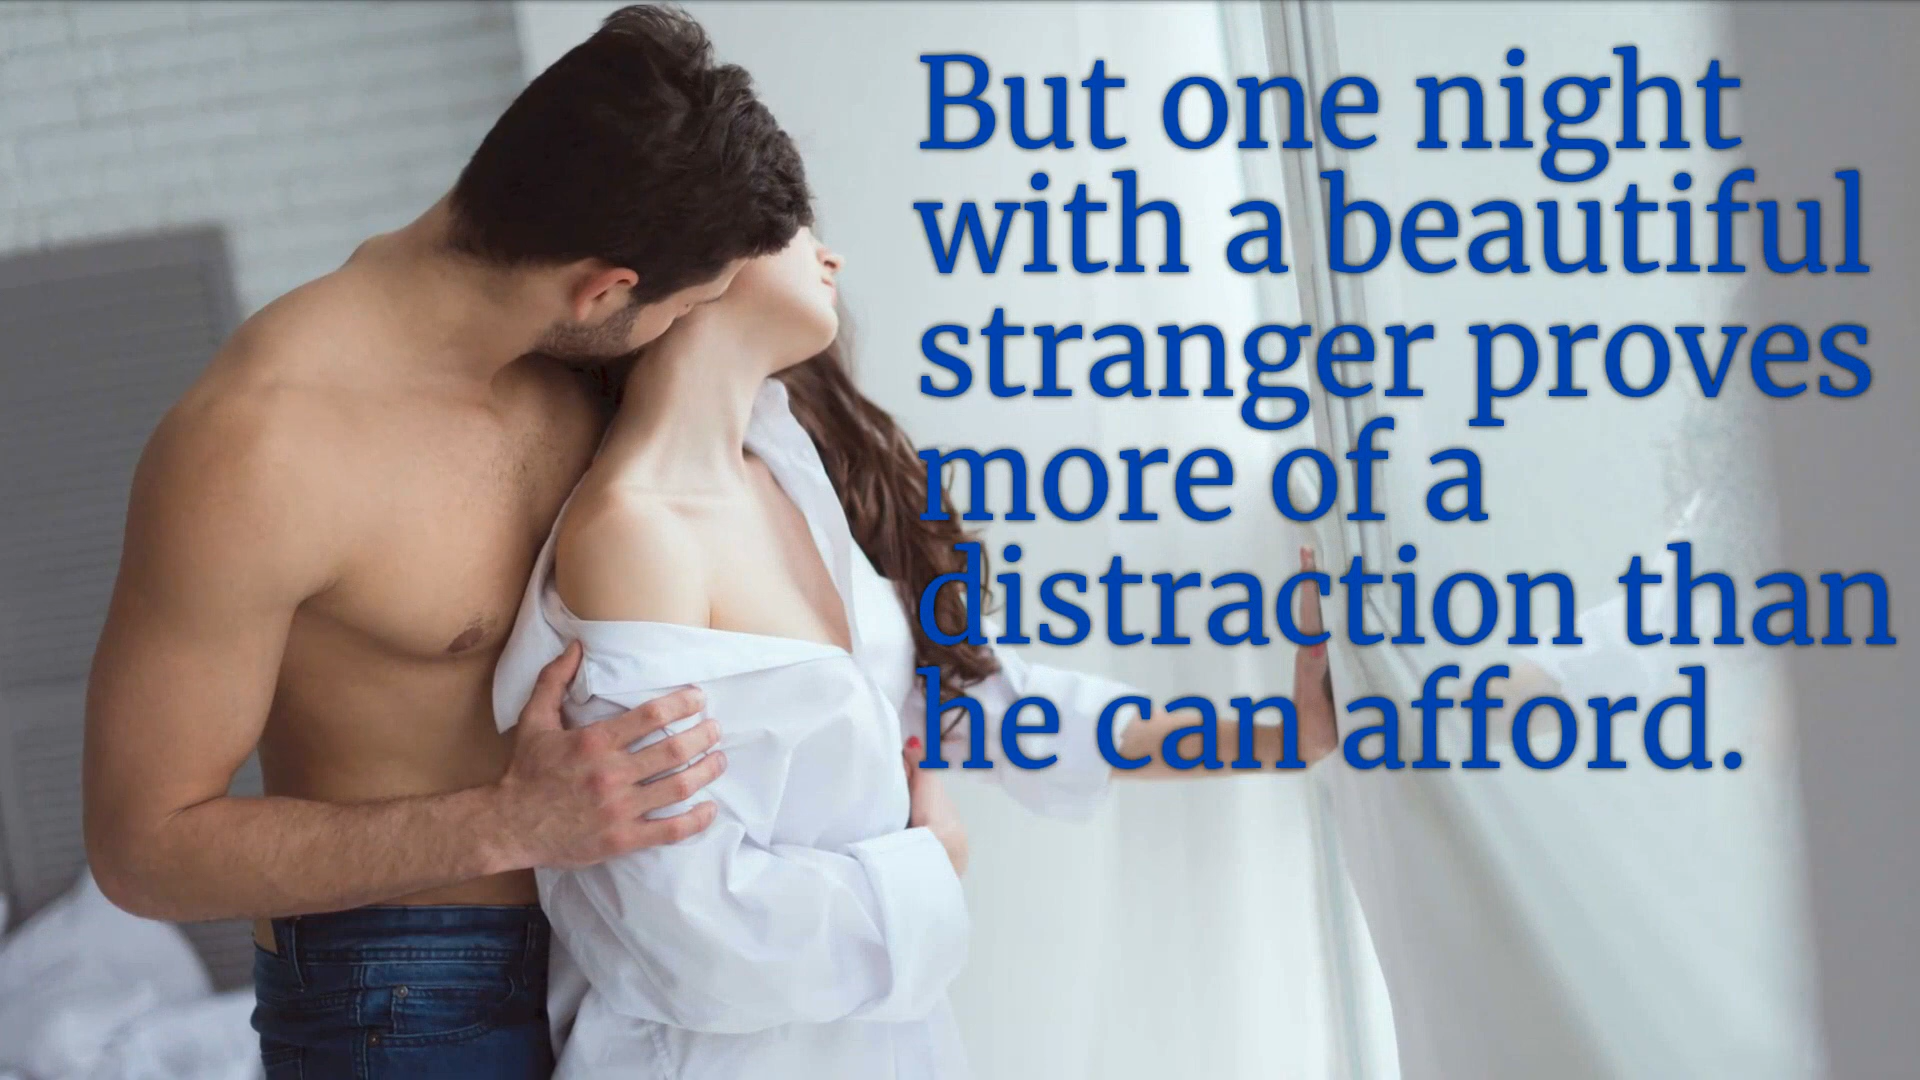 But one night
with a beautiful
stranger proves
more of a
distraction than
he can afford.